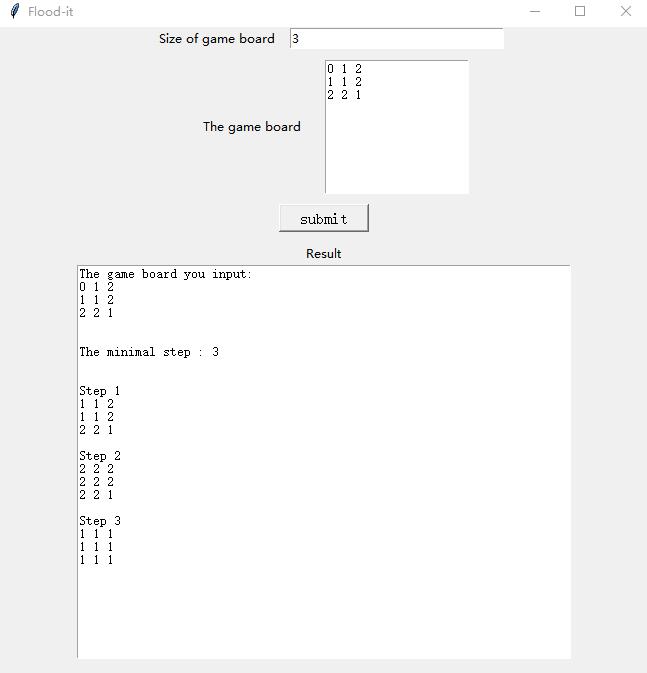 Flood-it
Size of game board 3
The game board
0 1 2
1 1 2
2 2 1
submit
Result
The game board you input:
0 1 2
1 1 2
2 2 1
The minimal step : 3
Step 1
1 1 2
1 1 2
2 2 1
Step 2
2 2 2
2 2 2
2 2 1
Step 3
1 1 1
1 1 1
1 1 1